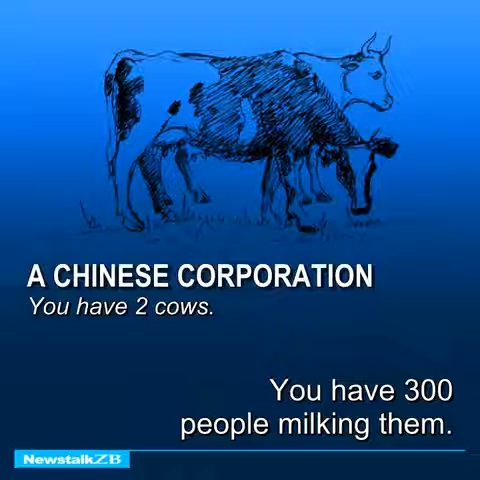 A CHINESE CORPORATION
You have 2 cows.
You have 300
people milking them.
NewstalkZB